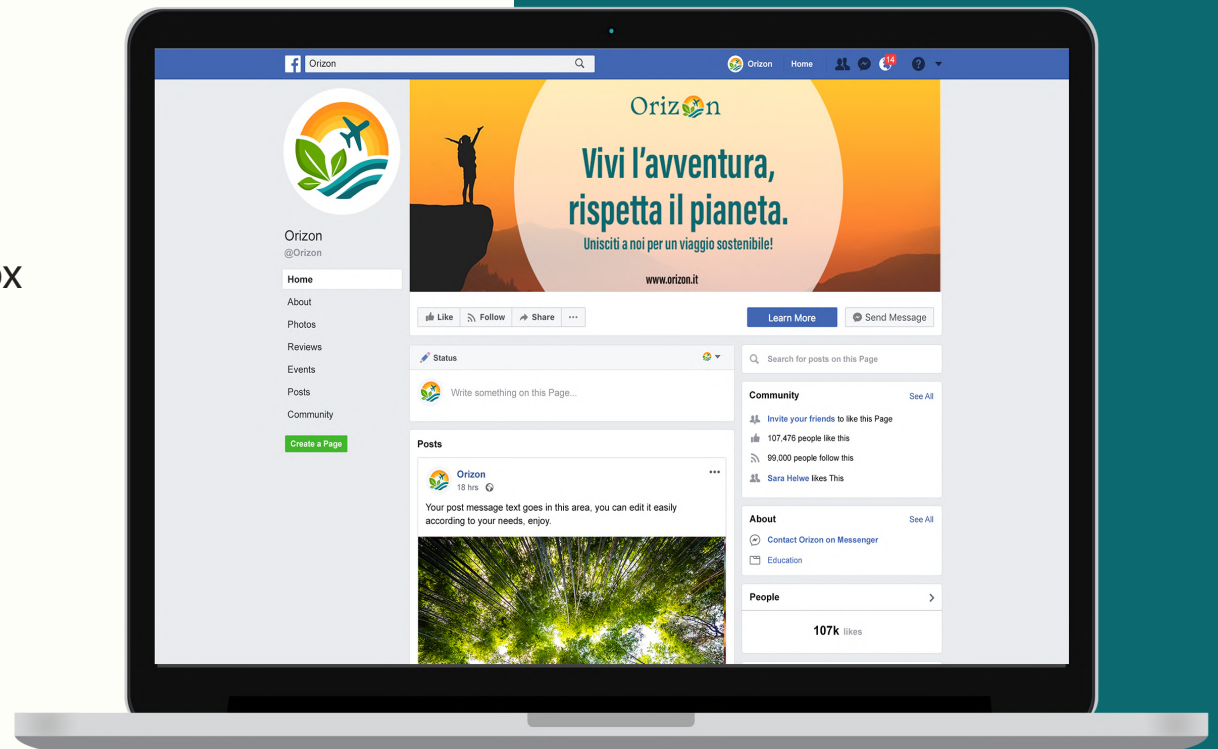 Orizon
Orizon
Home
14
?
Orizon
@Orizon
Home
About
Photos
Reviews
Events
Posts
Community
Create a Page
Orizon
Vivi l'avventura,
rispetta il pianeta.
Unisciti a noi per un viaggio sostenibile!
www.orizon.it
Like
Follow
Share
...
Learn More
Send Message
Status
Write something on this Page...
Posts
Orizon
18 hrs
Your post message text goes in this area, you can edit it easily
according to your needs, enjoy.
Search for posts on this Page
Community
See All
Invite your friends to like this Page
107,476 people like this
99,000 people follow this
Sara Helwe likes This
About
See All
Contact Orizon on Messenger
Education
People
107k likes